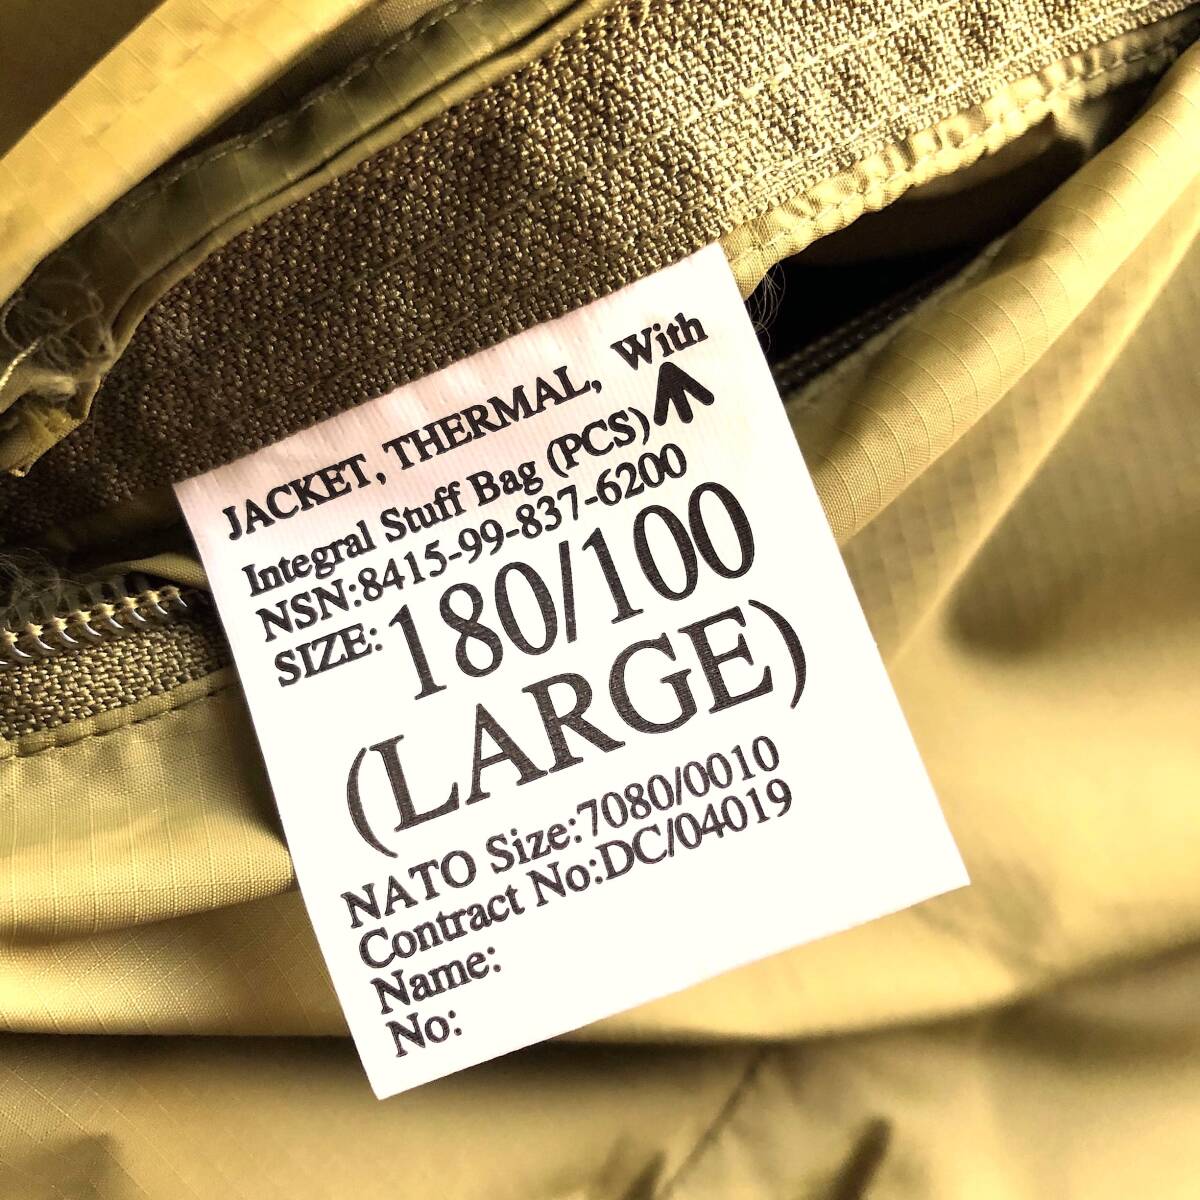 JACKET, THERMAL, With
Integral Stuff Bag (PCS)
NSN:8415-99-837-6200
SIZE: 180/100
(LARGE)
NATO Size:7080/0010
Contract No:DC/04019
Name:
No: